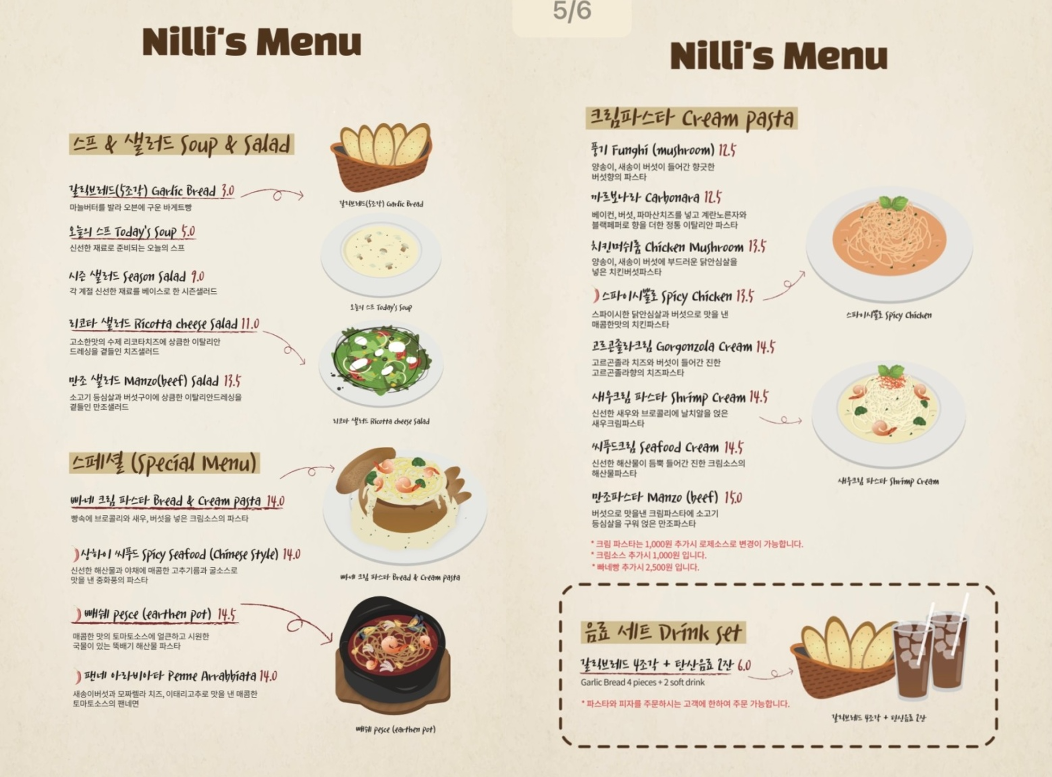 Nilli's Menu
스프 & 샐러드 Soup & Salad
갈릭브레드(5조각) Garlic Bread 3.0
마늘버터를 발라 오븐에 구운 바게트빵
갈릭브레드(5조각) Garlic Bread
오늘의 스프 Today's Soup 5.0
신선한 재료로 준비되는 오늘의 스프
시즌 샐러드 Season Salad 9.0
각 계절 신선한 재료를 베이스로 한 시즌샐러드
오늘의 스프 Today's Soup
리코타 샐러드 Ricotta cheese Salad 11.0
고소한맛의 수제 리코타치즈에 상큼한 이탈리안
드레싱을 곁들인 치즈샐러드
만조 샐러드 Manzo(beef) Salad 13.5
소고기 등심살과 버섯구이에 상큼한 이탈리안드레싱을
곁들인 만조샐러드
리코타 샐러드 Ricotta cheese Salad
스페셜 (Special Menu)
빠네 크림 파스타 Bread & Cream pasta 14.0
빵속에 브로콜리와 새우, 버섯을 넣은 크림소스의 파스타
상하이 씨푸드 Spicy Seafood (Chinese Style) 14.0
신선한 해산물과 야채에 매콤한 고추기름과 굴소스로
맛을 낸 중화풍의 파스타
빠네 크림 파스타 Bread & Cream pasta
빼쉐 pesce (earthen pot) 14.5
매콤한 맛의 토마토소스에 얼큰하고 시원한
국물이 있는 뚝배기 해산물 파스타
팬네 아라비아타 Penne Arrabbiata 14.0
새송이버섯과 모짜렐라 치즈, 이태리고추로 맛을 낸 매콤한
토마토소스의 팬네면
빼쉐 pesce (earthen pot)
5/6
Nilli's Menu
크림파스타 Cream pasta
풍기 Funghi (mushroom) 12.5
양송이, 새송이 버섯이 들어간 향긋한
버섯향의 파스타
까르보나라 Carbonara 12.5
베이컨, 버섯, 파마산치즈를 넣고 계란노른자와
블랙페퍼로 향을 더한 정통 이탈리안 파스타
치킨머쉬룸 Chicken Mushroom 13.5
양송이, 새송이 버섯에 부드러운 닭안심살을
넣은 치킨버섯파스타
스파이시뽈로 Spicy Chicken 13.5
스파이시한 닭안심살과 버섯으로 맛을 낸
매콤한맛의 치킨파스타
스파이시뽈로 Spicy Chicken
고르곤졸라크림 Gorgonzola Cream 14.5
고르곤졸라 치즈와 버섯이 들어간 진한
고르곤졸라향의 치즈파스타
새우크림 파스타 Shrimp Cream 14.5
신선한 새우와 브로콜리에 날치알을 얹은
새우크림파스타
씨푸드크림 Seafood Cream 14.5
신선한 해산물이 듬뿍 들어간 진한 크림소스의
해산물파스타
새우크림 파스타 Shrimp Cream
만조파스타 Manzo (beef) 15.0
버섯으로 맛을낸 크림파스타에 소고기
등심살을 구워 얹은 만조파스타
* 크림 파스타는 1,000원 추가시 로제소스로 변경이 가능합니다.
* 크림소스 추가시 1,000원 입니다.
* 빠네빵 추가시 2,500원 입니다.
음료 세트 Drink set
갈릭브레드 4조각 + 탄산음료 2잔 6.0
Garlic Bread 4 pieces + 2 soft drink
* 파스타와 피자를 주문하시는 고객에 한하여 주문 가능합니다.
갈릭브레드 4조각 + 탄산음료 2잔